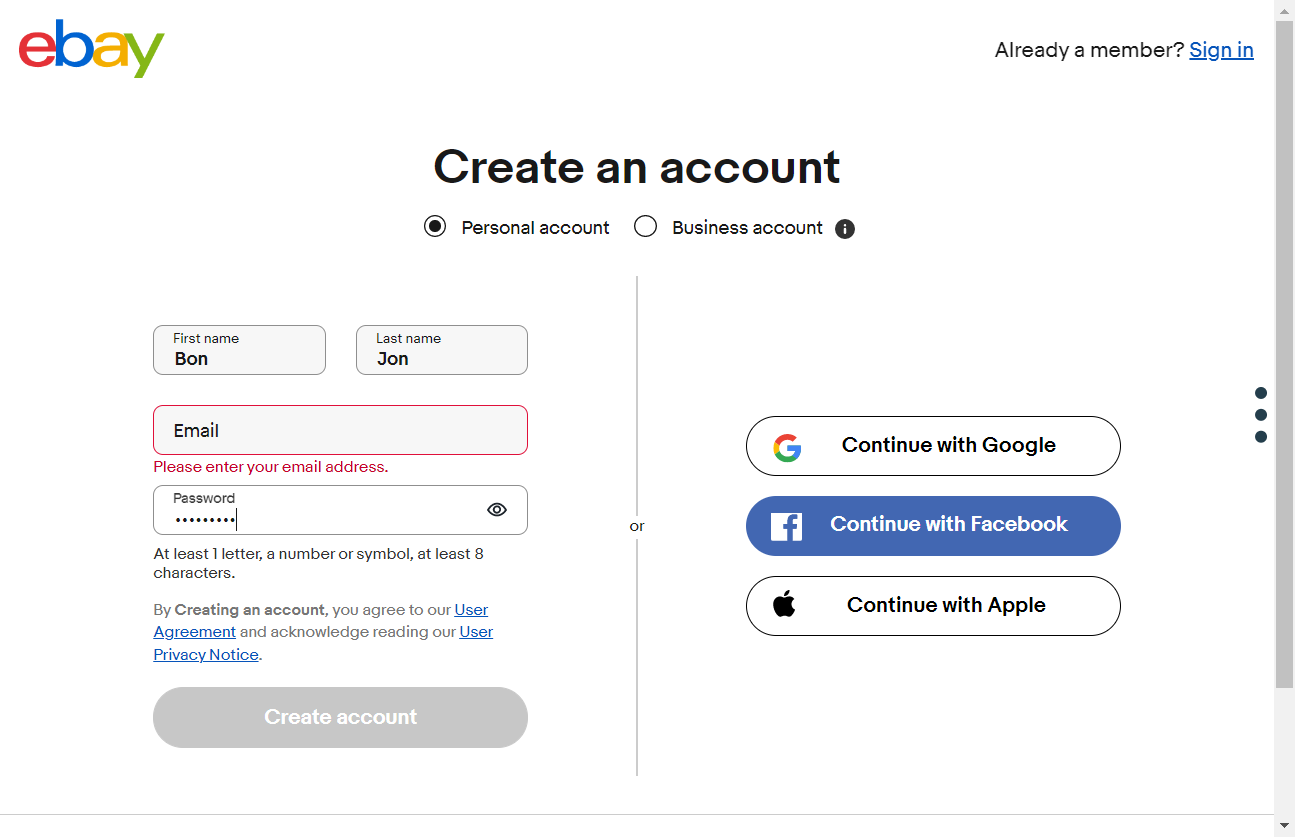 ebay
Already a member? Sign in
Create an account
Personal account
Business account
First name
Bon
Last name
Jon
Email
Please enter your email address.
Password
•••••••••
At least 1 letter, a number or symbol, at least 8
characters.
By Creating an account, you agree to our User
Agreement and acknowledge reading our User
Privacy Notice.
Create account
or
Continue with Google
Continue with Facebook
Continue with Apple